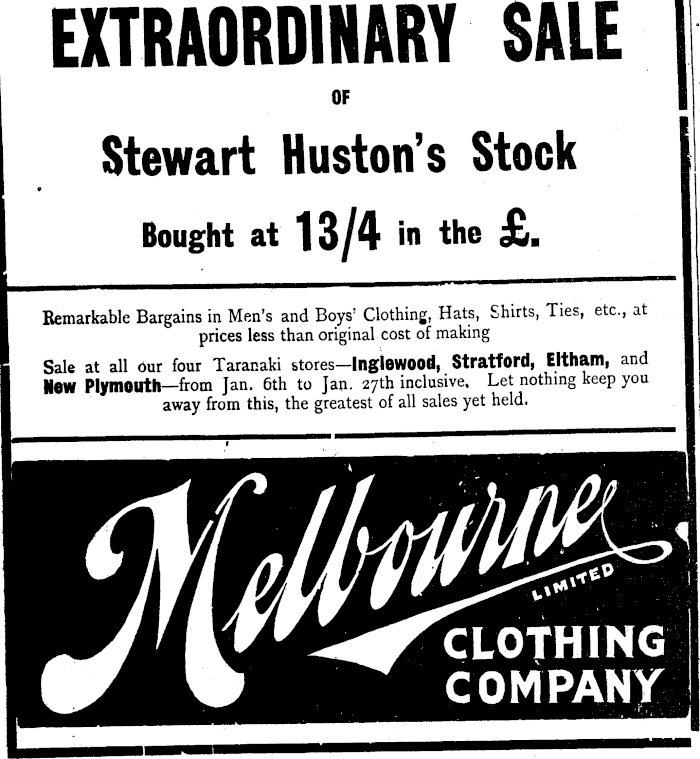 EXTRAORDINARY SALE
OF
Stewart Huston's Stock
Bought at 13/4 in the £.
Remarkable Bargains in Men's and Boys' Clothing, Hats, Shirts, Ties, etc., at
prices less than original cost of making
Sale at all our four Taranaki stores—Inglewood, Stratford, Eltham, and
New Plymouth—from Jan. 6th to Jan. 27th inclusive. Let nothing keep you
away from this, the greatest of all sales yet held.
Melbourne
LIMITED
CLOTHING
COMPANY